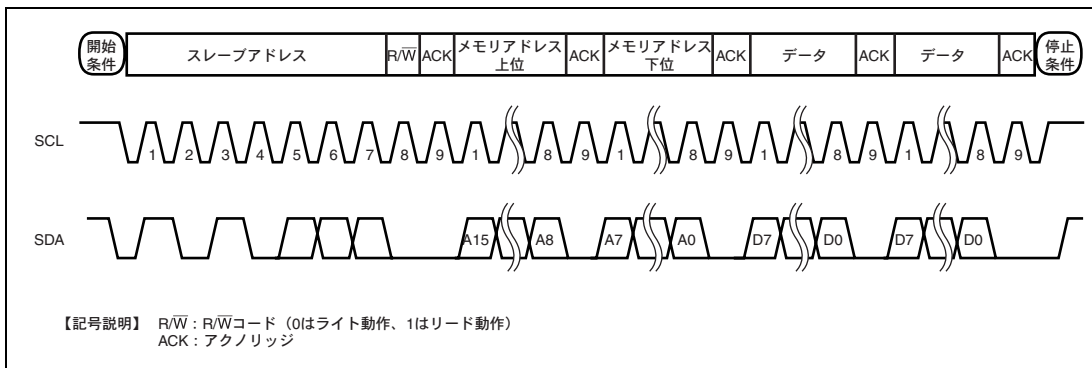 開始条件 スレーブアドレス R/W̅ ACK メモリアドレス上位 ACK メモリアドレス下位 ACK データ ACK データ ACK 停止条件
SCL 1 2 3 4 5 6 7 8 9 1 8 9 1 8 9 1 8 9 1 8 9
SDA A15 A8 A7 A0 D7 D0 D7 D0
【記号説明】 R/W̅：R/W̅コード（0はライト動作、1はリード動作）
ACK：アクノリッジ